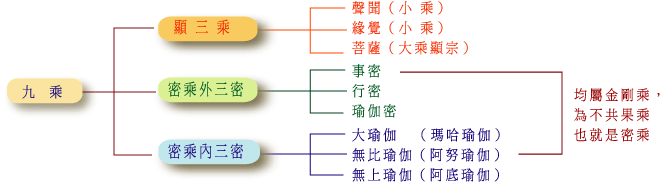 九 乘
顯 三 乘
聲聞（小 乘）
緣覺（小 乘）
菩薩（大乘顯宗）
密乘外三密
事密
行密
瑜伽密
密乘內三密
大瑜伽 （瑪哈瑜伽）
無比瑜伽（阿努瑜伽）
無上瑜伽（阿底瑜伽）
均屬金剛乘，
為不共果乘
也就是密乘